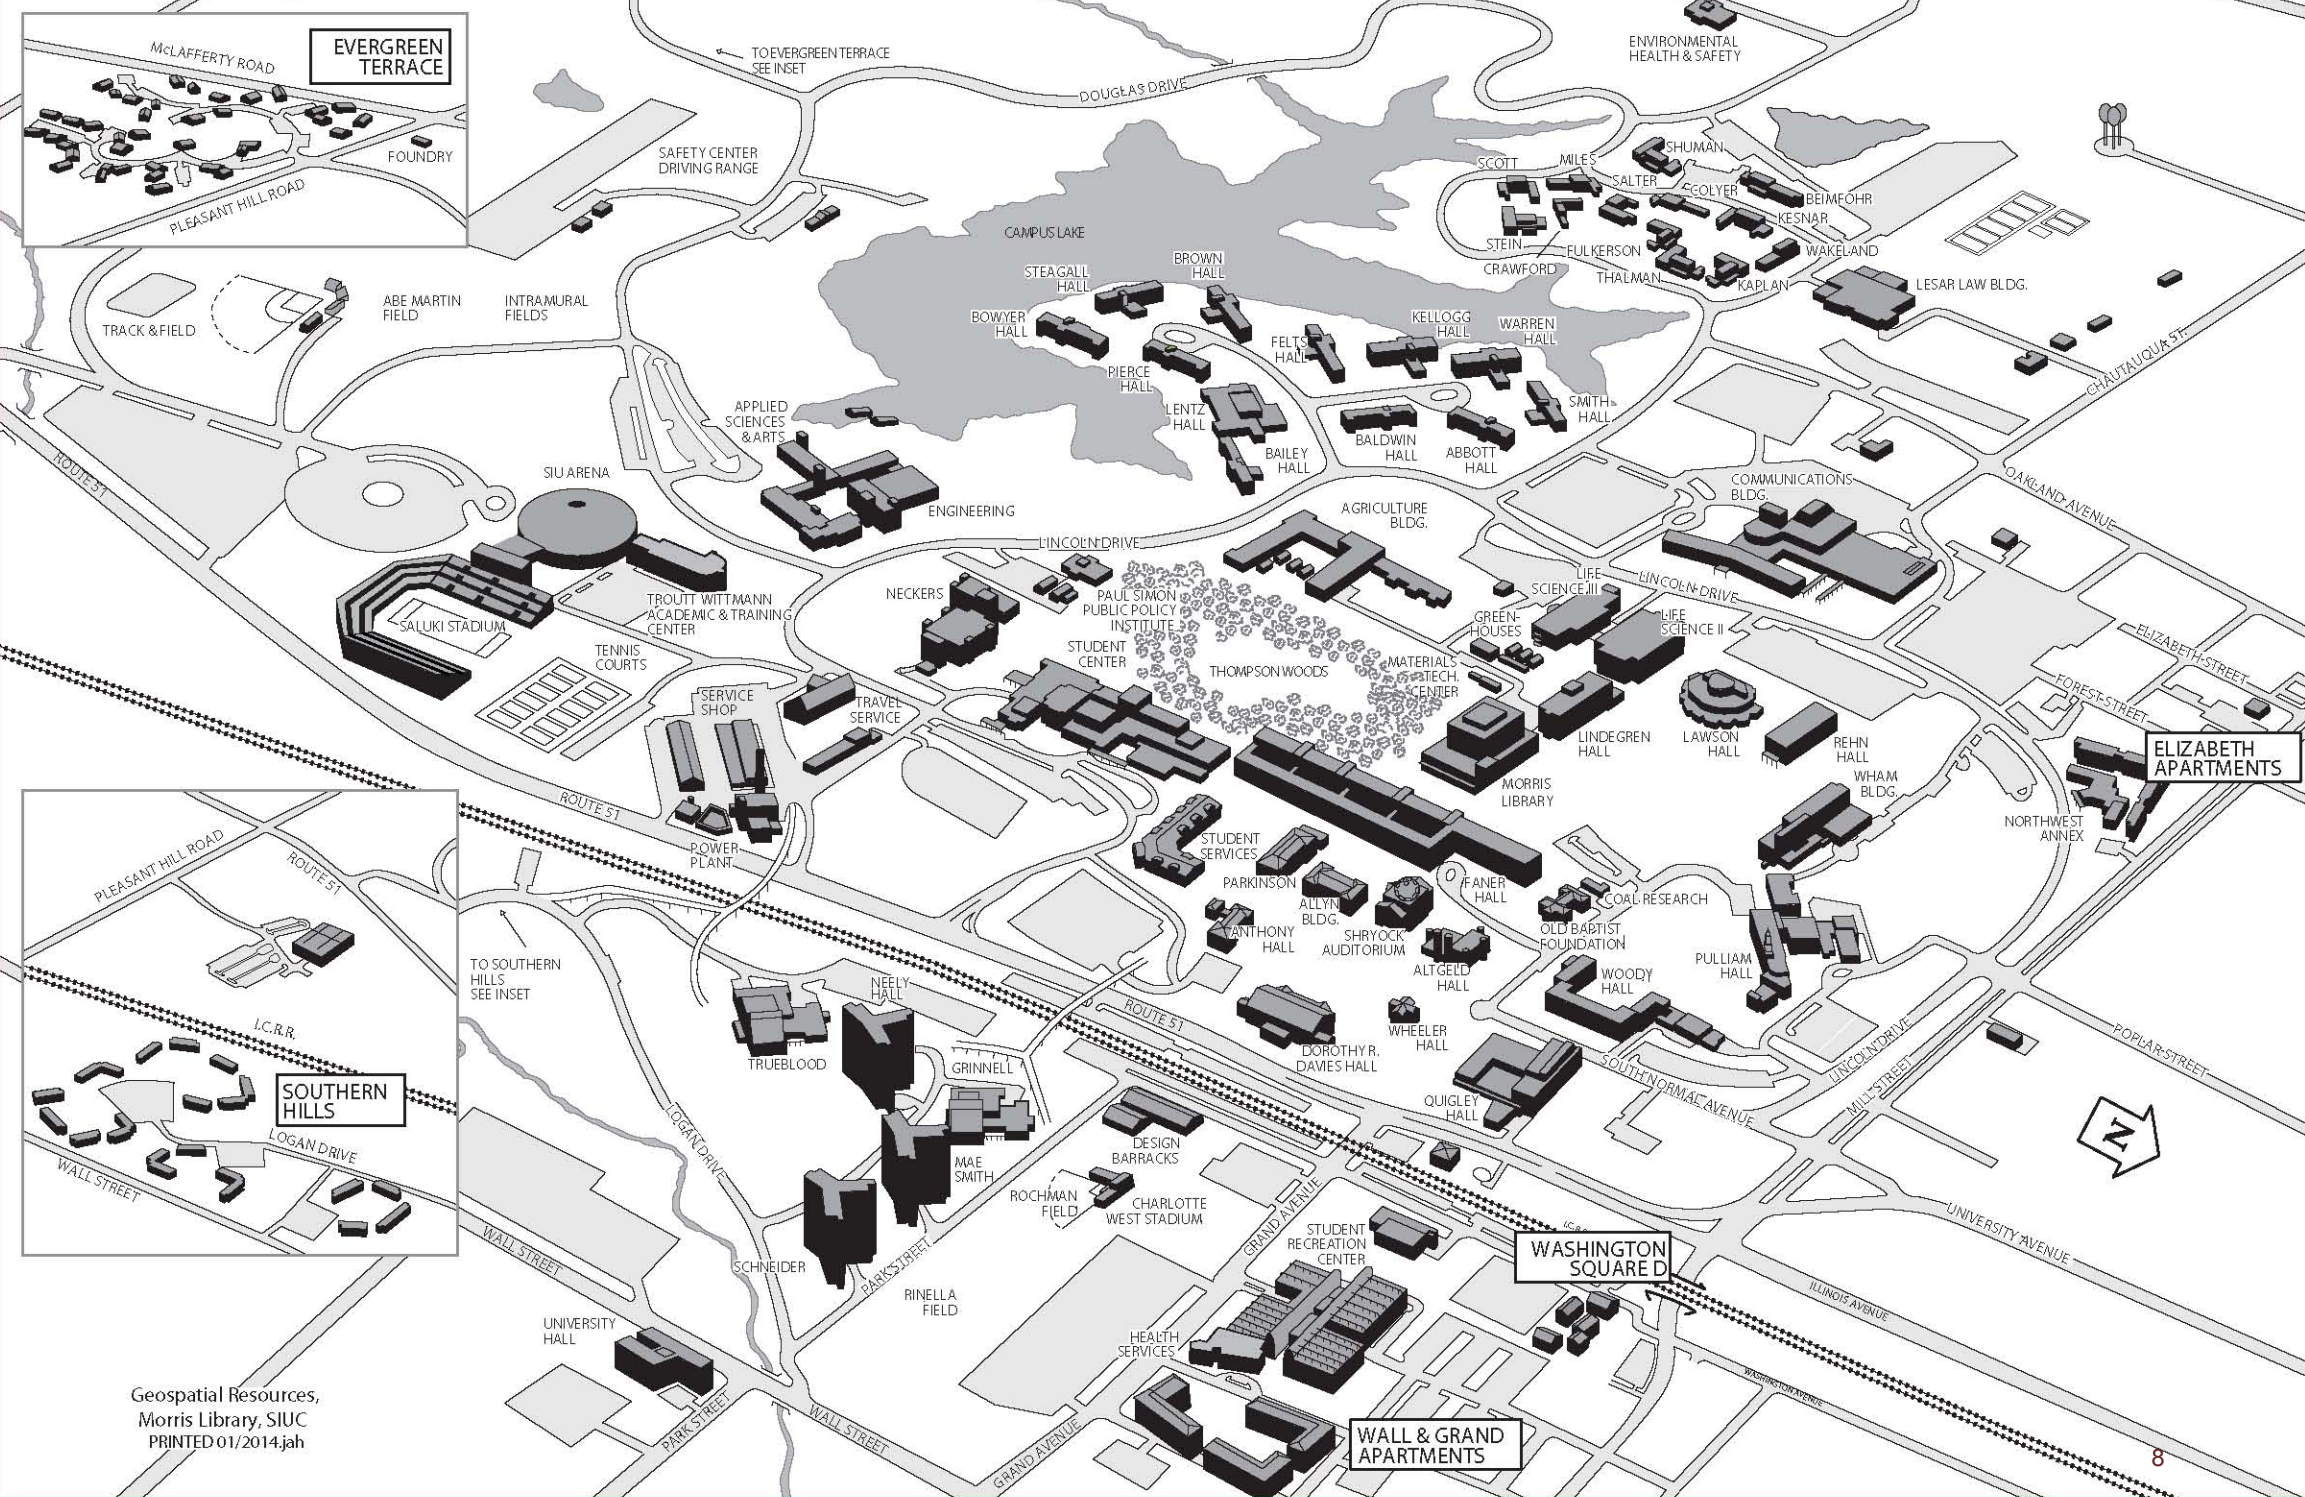 EVERGREEN
TERRACE
McLAFFERTY ROAD
FOUNDRY
PLEASANT HILL ROAD
TO EVERGREEN TERRACE
SEE INSET
DOUGLAS DRIVE
ENVIRONMENTAL
HEALTH & SAFETY
SAFETY CENTER
DRIVING RANGE
CAMPUS LAKE
SCOTT
MILES
SHUMAN
SALTER
COLYER
BEIMFOHR
KESNAR
STEIN
CRAWFORD
FULKERSON
WAKELAND
THALMAN
KAPLAN
LESAR LAW BLDG.
CHAUTAUQUA ST.
TRACK & FIELD
ABE MARTIN
FIELD
INTRAMURAL
FIELDS
STEAGALL
HALL
BROWN
HALL
BOWYER
HALL
PIERCE
HALL
FELTS
HALL
KELLOGG
HALL
WARREN
HALL
LENTZ
HALL
SMITH
HALL
BAILEY
HALL
BALDWIN
HALL
ABBOTT
HALL
APPLIED
SCIENCES
& ARTS
ENGINEERING
ROUTE 51
SIU ARENA
LINCOLN DRIVE
AGRICULTURE
BLDG.
COMMUNICATIONS
BLDG.
OAKLAND AVENUE
SALUKI STADIUM
TROUTT WITTMANN
ACADEMIC & TRAINING
CENTER
TENNIS
COURTS
NECKERS
PAUL SIMON
PUBLIC POLICY
INSTITUTE
STUDENT
CENTER
THOMPSON WOODS
MATERIALS
TECH.
CENTER
GREEN-
HOUSES
LIFE
SCIENCE III
LIFE
SCIENCE II
LINCOLN DRIVE
ELIZABETH STREET
FOREST STREET
SERVICE
SHOP
TRAVEL
SERVICE
LINDEGREN
HALL
LAWSON
HALL
REHN
HALL
WHAM
BLDG.
MORRIS
LIBRARY
ELIZABETH
APARTMENTS
NORTHWEST
ANNEX
ROUTE 51
POWER
PLANT
STUDENT
SERVICES
PARKINSON
ALLYN
BLDG.
ANTHONY
HALL
SHRYOCK
AUDITORIUM
FANER
HALL
ALTGELD
HALL
COAL RESEARCH
OLD BAPTIST
FOUNDATION
WOODY
HALL
PULLIAM
HALL
PLEASANT HILL ROAD
ROUTE 51
I.C.R.R.
SOUTHERN
HILLS
LOGAN DRIVE
WALL STREET
TO SOUTHERN
HILLS
SEE INSET
TRUEBLOOD
NEELY
HALL
GRINNELL
MAE
SMITH
LOGAN DRIVE
SCHNEIDER
ROUTE 51
DOROTHY R.
DAVIES HALL
WHEELER
HALL
QUIGLEY
HALL
SOUTH NORMAL AVENUE
LINCOLN DRIVE
MILL STREET
POPLAR STREET
N
DESIGN
BARRACKS
ROCHMAN
FIELD
CHARLOTTE
WEST STADIUM
PARK STREET
RINELLA
FIELD
GRAND AVENUE
STUDENT
RECREATION
CENTER
HEALTH
SERVICES
WASHINGTON
SQUARE D
UNIVERSITY AVENUE
ILLINOIS AVENUE
WASHINGTON AVENUE
WALL STREET
UNIVERSITY
HALL
PARK STREET
WALL STREET
GRAND AVENUE
WALL & GRAND
APARTMENTS
Geospatial Resources,
Morris Library, SIUC
PRINTED 01/2014.jah
8